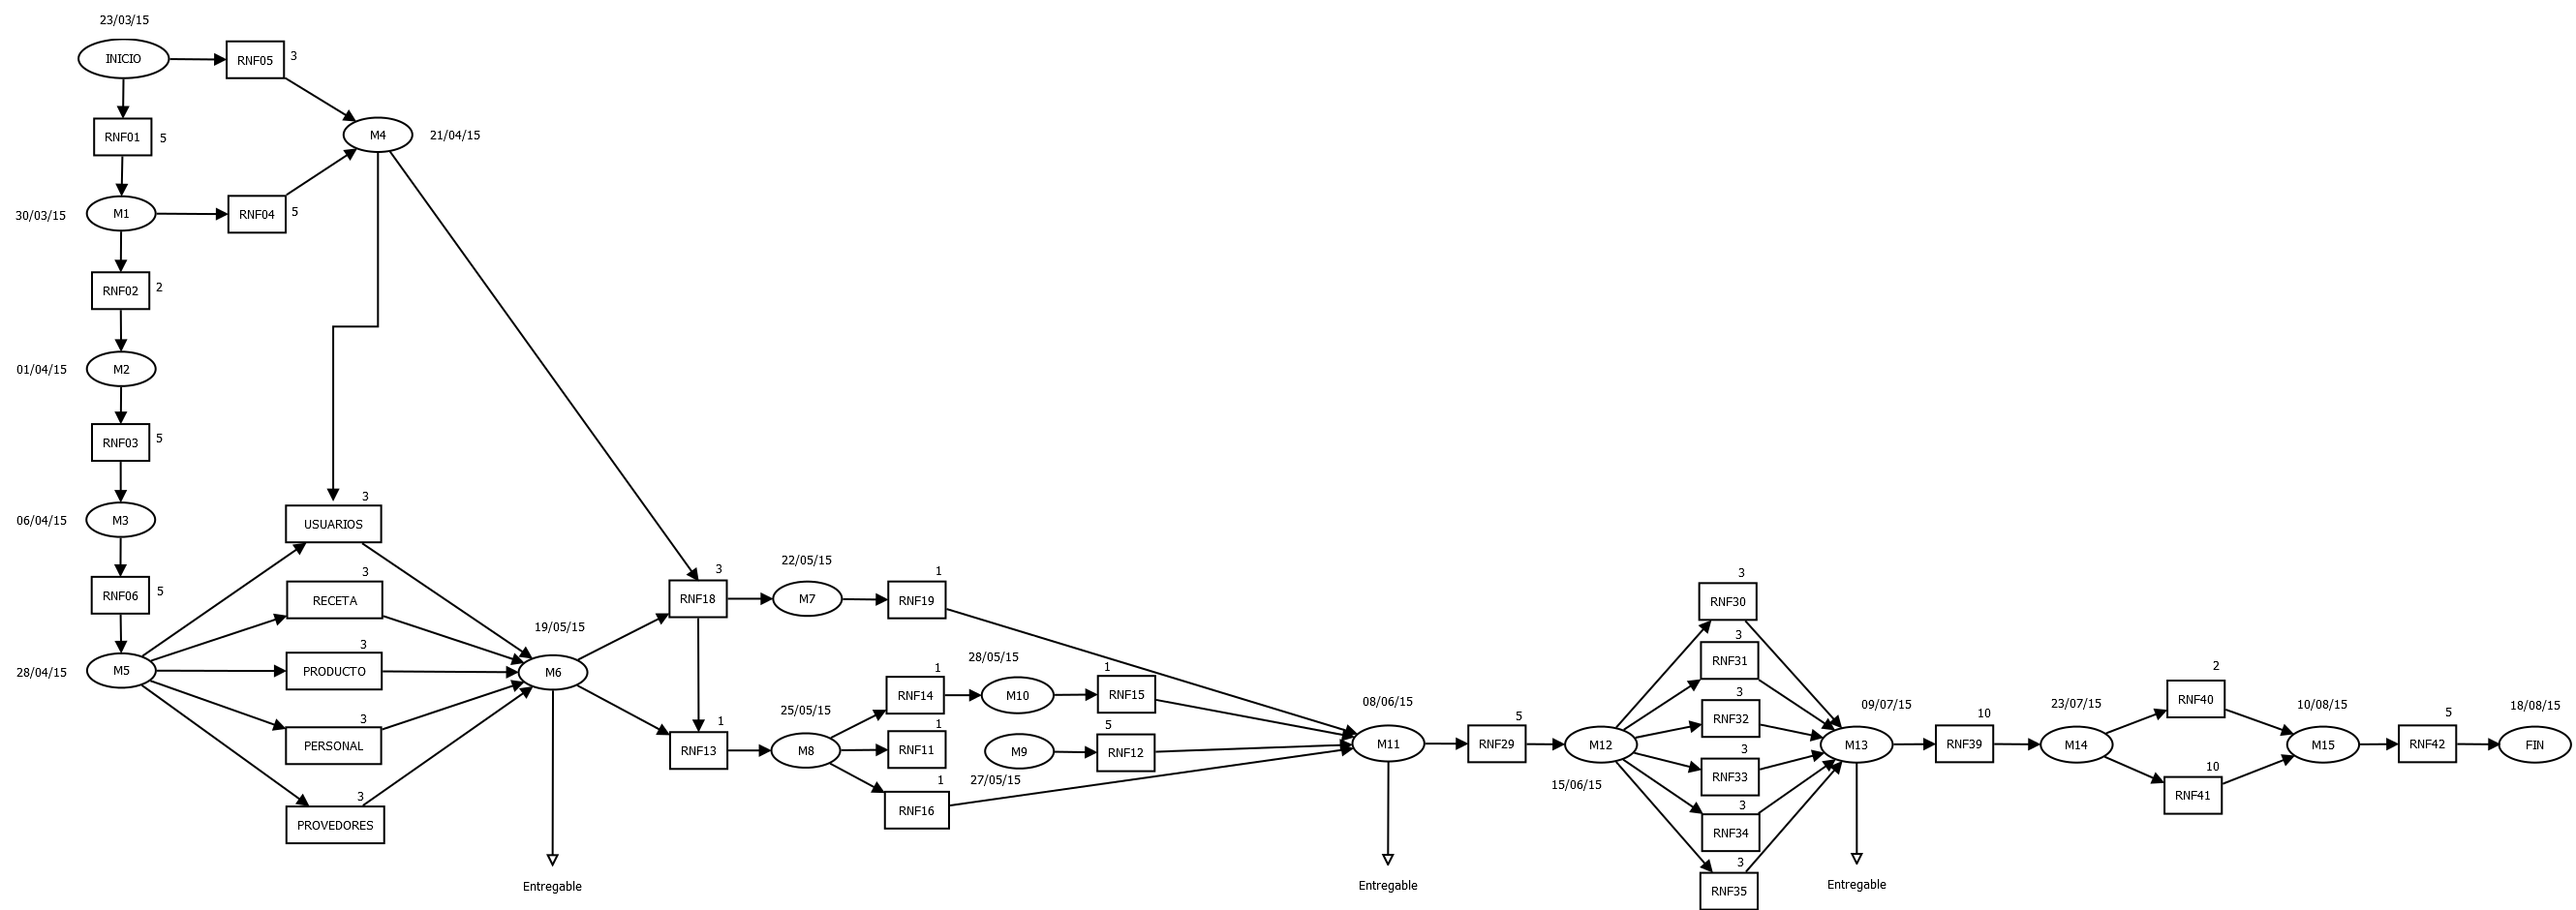 23/03/15
INICIO
RNF05
3
RNF01
5
M4
21/04/15
30/03/15
M1
RNF04
5
RNF02
2
01/04/15
M2
RNF03
5
06/04/15
M3
RNF06
5
28/04/15
M5
3
USUARIOS
3
RECETA
3
PRODUCTO
3
PERSONAL
3
PROVEDORES
19/05/15
M6
Entregable
3
RNF18
1
RNF13
22/05/15
M7
1
RNF19
25/05/15
M8
1
RNF14
1
RNF11
1
RNF16
28/05/15
M10
1
RNF15
M9
27/05/15
5
RNF12
08/06/15
M11
Entregable
5
RNF29
M12
15/06/15
3
RNF30
3
RNF31
3
RNF32
3
RNF33
3
RNF34
3
RNF35
09/07/15
M13
Entregable
10
RNF39
23/07/15
M14
2
RNF40
10
RNF41
10/08/15
M15
5
RNF42
18/08/15
FIN